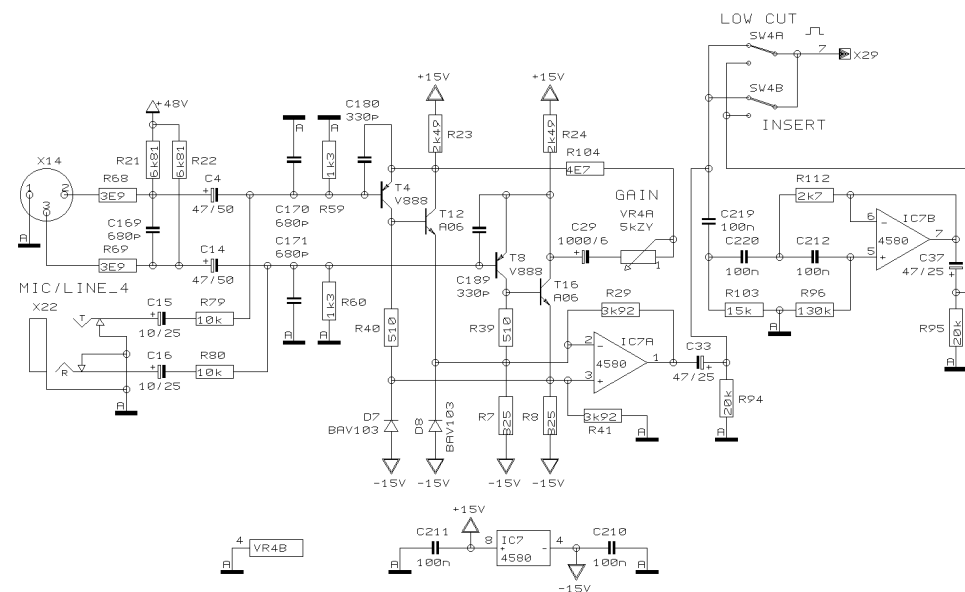 LOW CUT
SW4A
7
X29
SW4B
INSERT
+15V
+15V
C180
330p
+48V
A
A
2k49
R23
2k49
R24
R104
4E7
X14
R21
6k81
6k81
R22
1k3
1
2
3
R68
3E9
C4
+
47/50
T4
V888
GAIN
VR4A
5kZY
R112
2k7
C170
680p
R59
T12
A06
C219
100n
6
IC7B
C169
680p
C29
+
1000/6
1
C220
100n
C212
100n
4580
7
5
A
R69
3E9
C14
+
47/50
C171
680p
T8
V888
C37
47/25
+
MIC/LINE_4
C189
330p
T16
A06
R103
15k
R96
130k
X22
T
C15
+
10/25
R79
10k
1k3
R60
R40
510
R39
510
R29
3k92
A
R95
20k
A
A
IC7A
2
1
3
4580
C33
+
47/25
A
R
C16
+
10/25
R80
10k
A
R94
20k
D7
BAV103
D8
BAV103
R7
825
R8
825
3k92
R41
A
A
-15V
-15V
-15V
-15V
+15V
4
VR4B
A
C211
100n
8
IC7
4580
4
C210
100n
A
A
-15V